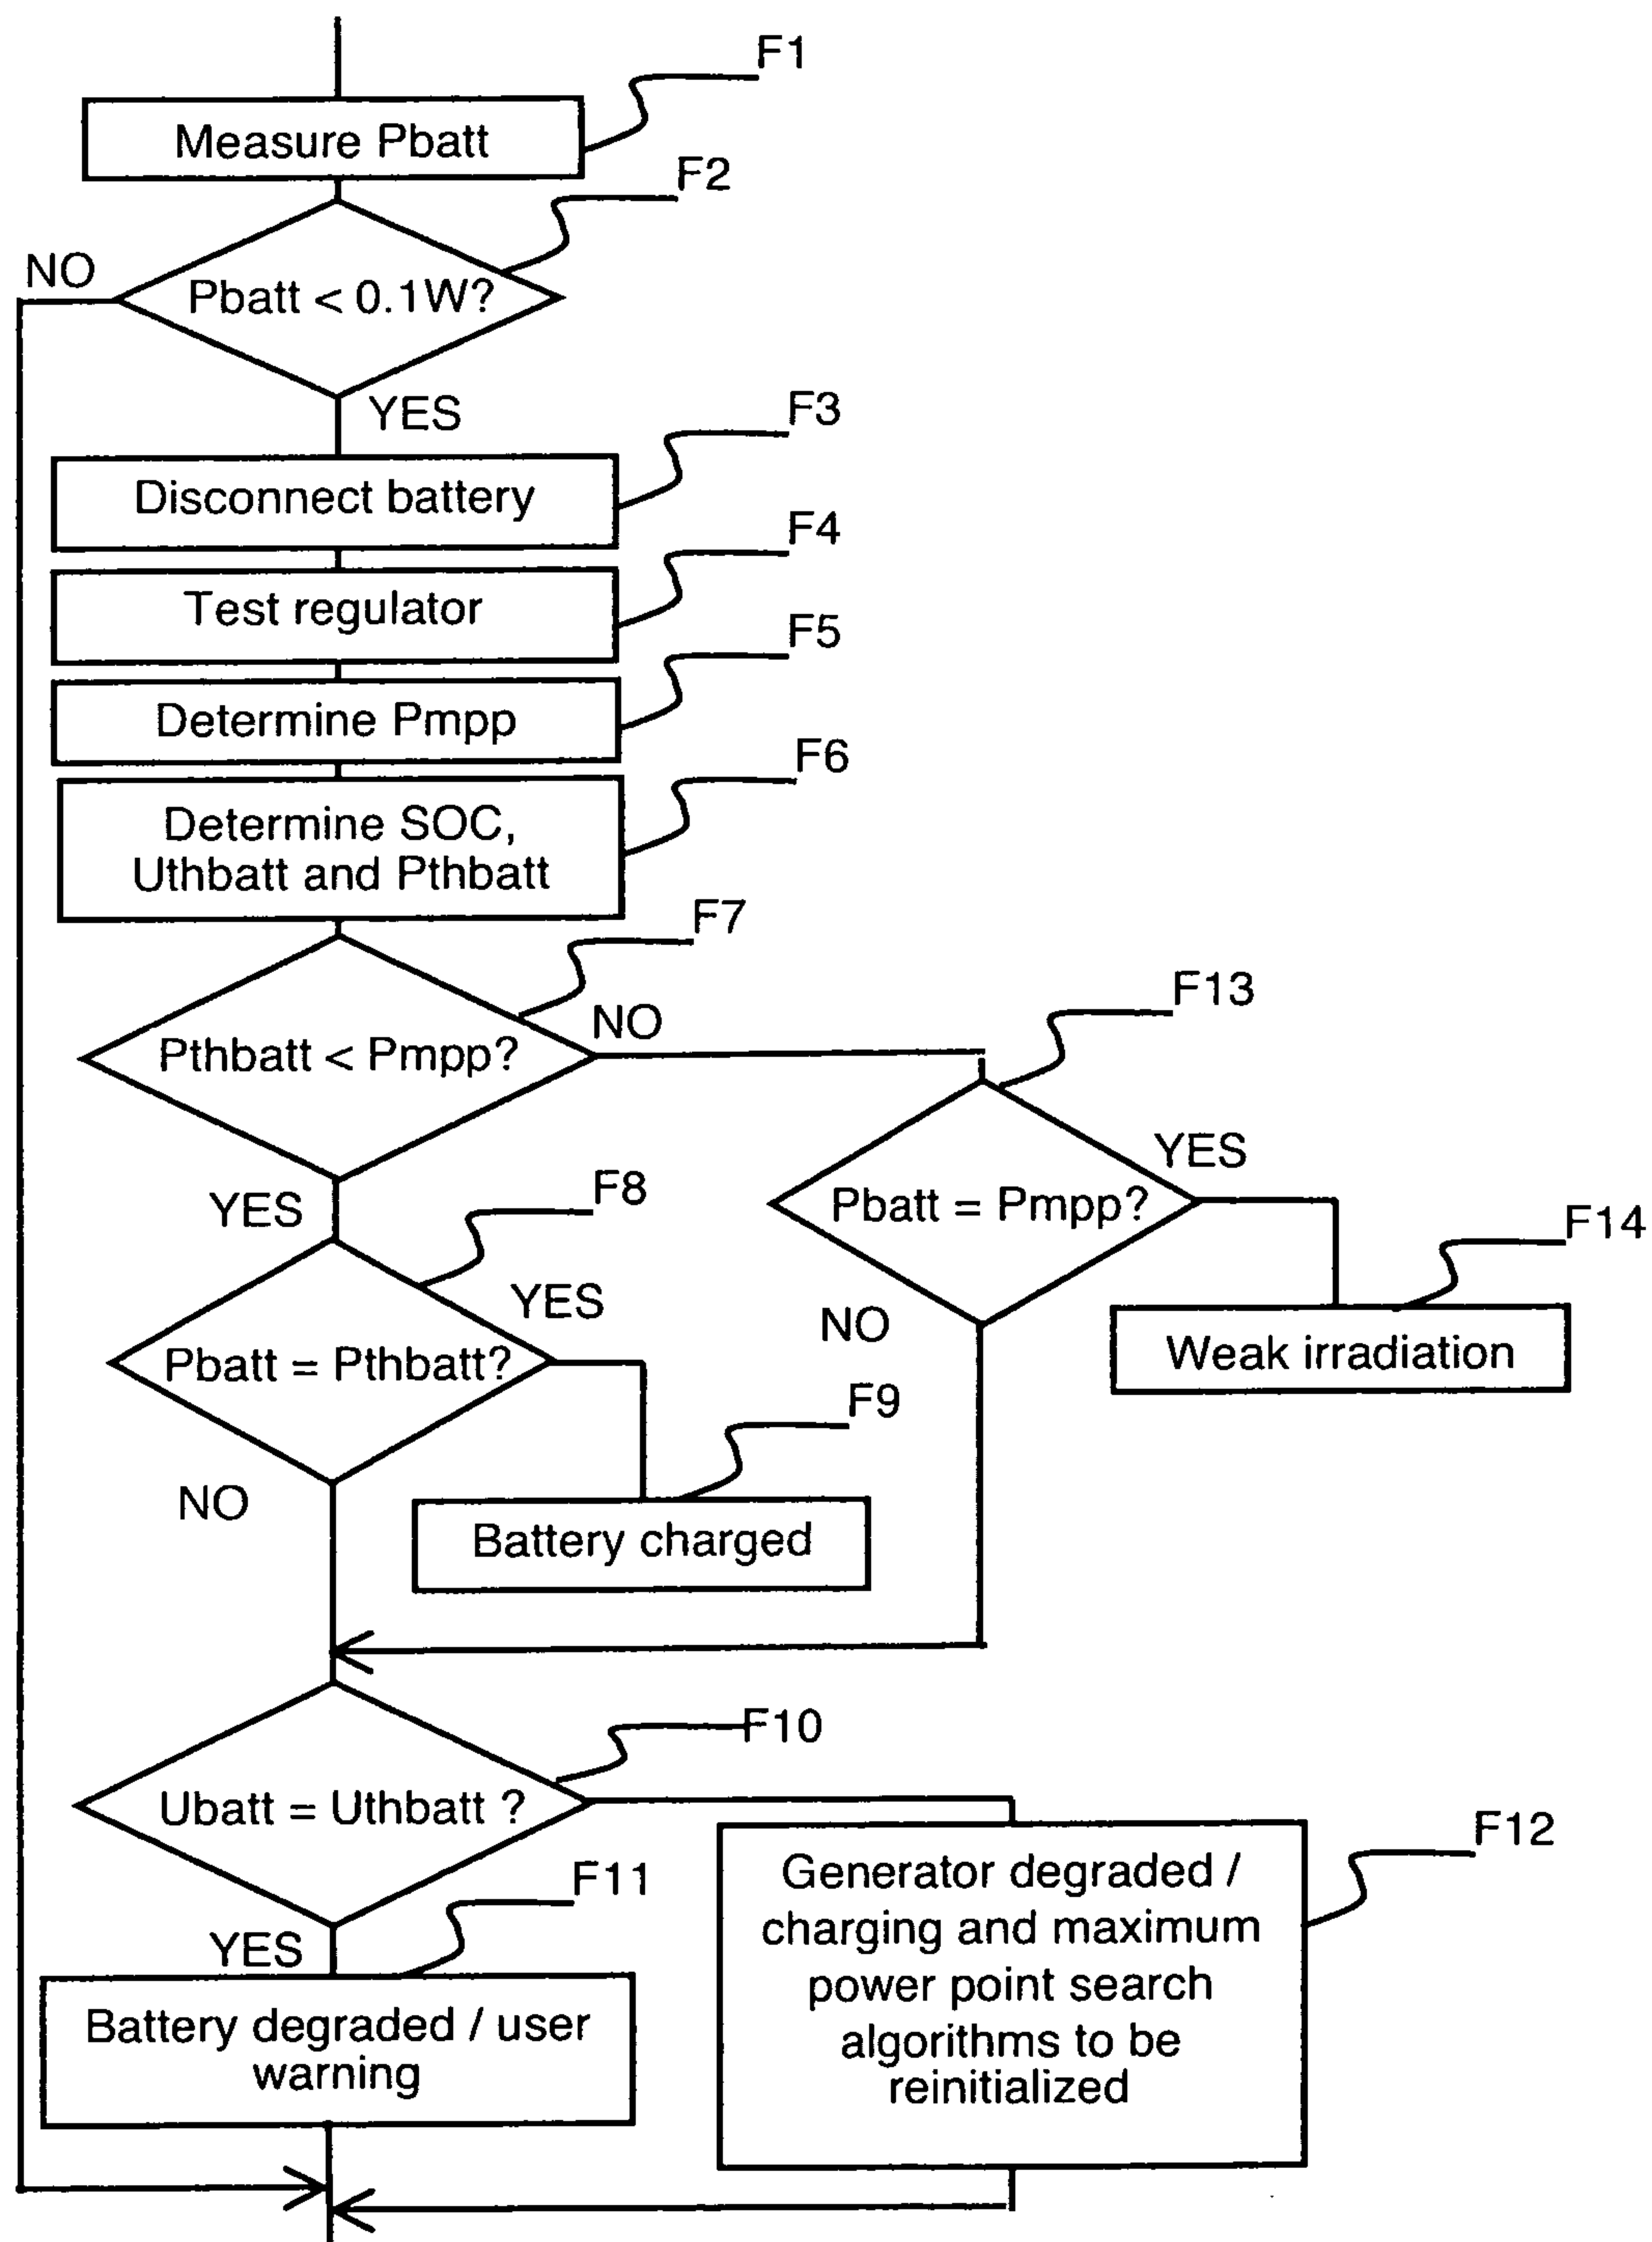 F1
Measure Pbatt
F2
NO
Pbatt < 0.1W?
YES
F3
Disconnect battery
F4
Test regulator
F5
Determine Pmpp
F6
Determine SOC,
Uthbatt and Pthbatt
F7
NO
Pthbatt < Pmpp?
F13
YES
Pbatt = Pmpp?
YES
F8
F14
NO
Weak irradiation
YES
Pbatt = Pthbatt?
F9
NO
Battery charged
F10
Ubatt = Uthbatt ?
F12
Generator degraded /
charging and maximum
power point search
algorithms to be
reinitialized
F11
YES
Battery degraded / user
warning